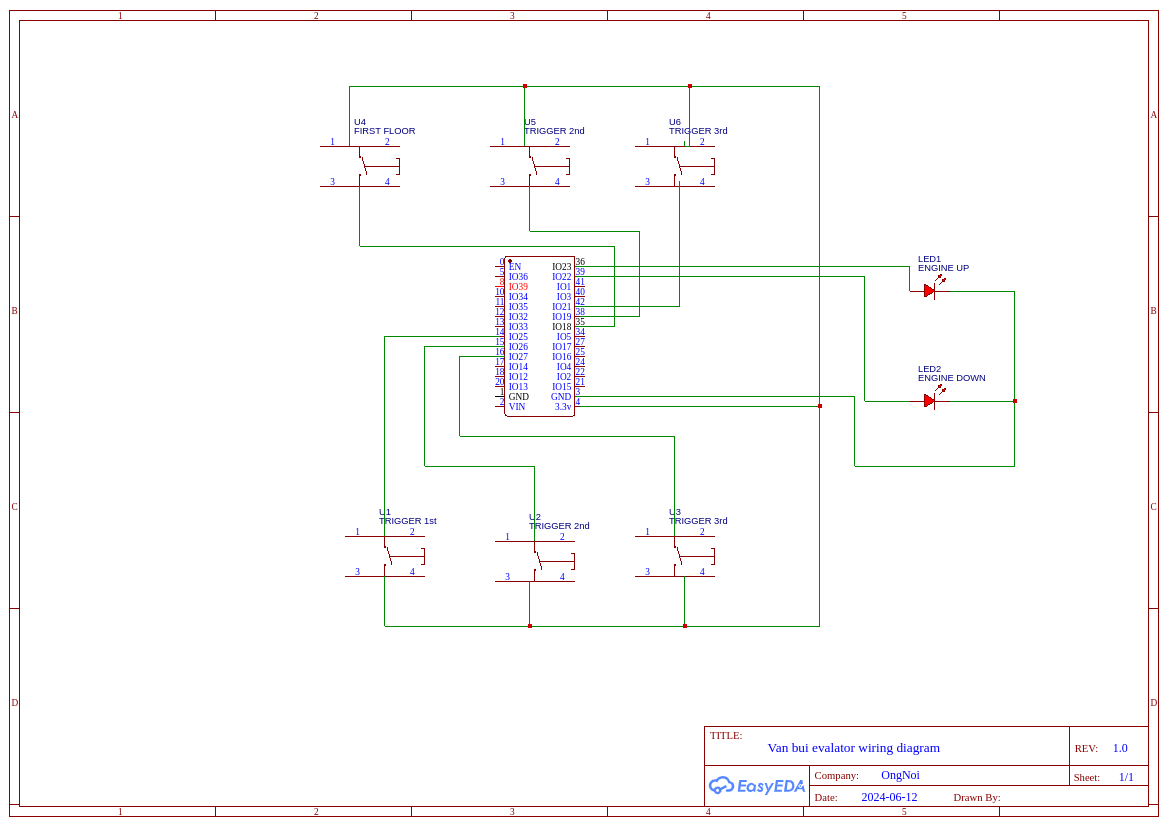 1 2 3 4 5
A A
U4
FIRST FLOOR
1 2
3 4
U5
TRIGGER 2nd
1 2
3 4
U6
TRIGGER 3rd
1 2
3 4
B B
0 EN IO23 36
5 IO36 IO22 39
8 IO39 IO1 41
10 IO34 IO3 40
11 IO35 IO21 42
12 IO32 IO19 38
13 IO33 IO18 35
14 IO25 IO5 34
15 IO26 IO17 27
16 IO27 IO16 25
17 IO14 IO4 24
18 IO12 IO2 22
20 IO13 IO15 21
1 GND GND 3
2 VIN 3.3v 4
LED1
ENGINE UP
LED2
ENGINE DOWN
C C
U1
TRIGGER 1st
1 2
3 4
U2
TRIGGER 2nd
1 2
3 4
U3
TRIGGER 3rd
1 2
3 4
D D
TITLE:
Van bui evalator wiring diagram
REV: 1.0
EasyEDA
Company: OngNoi
Sheet: 1/1
Date: 2024-06-12 Drawn By:
1 2 3 4 5